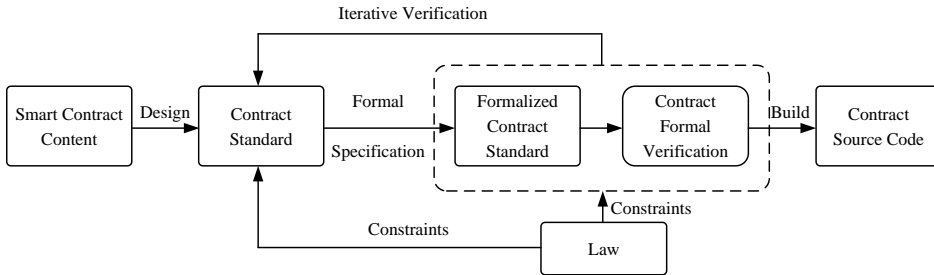 Iterative Verification
Smart Contract
Content
Design
Contract
Standard
Formal
Specification
Formalized
Contract
Standard
Contract
Formal
Verification
Build
Contract
Source Code
Constraints
Constraints
Law